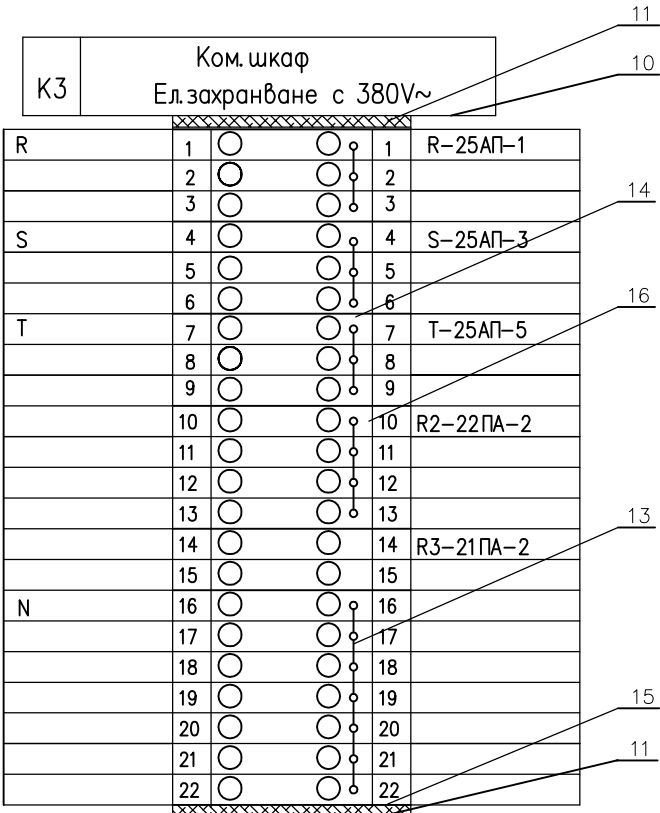 11
Ком. шкаф
10
К3
Ел.захранване с 380V~
R 1 1 R-25АП-1
2 2
3 3
14
S 4 4 S-25АП-3
5 5
6 6
16
T 7 7 T-25АП-5
8 8
9 9
10 10 R2-22ПА-2
11 11
12 12
13 13
13
14 14 R3-21ПА-2
15 15
N 16 16
17 17
18 18
19 19
15
20 20
21 21
11
22 22